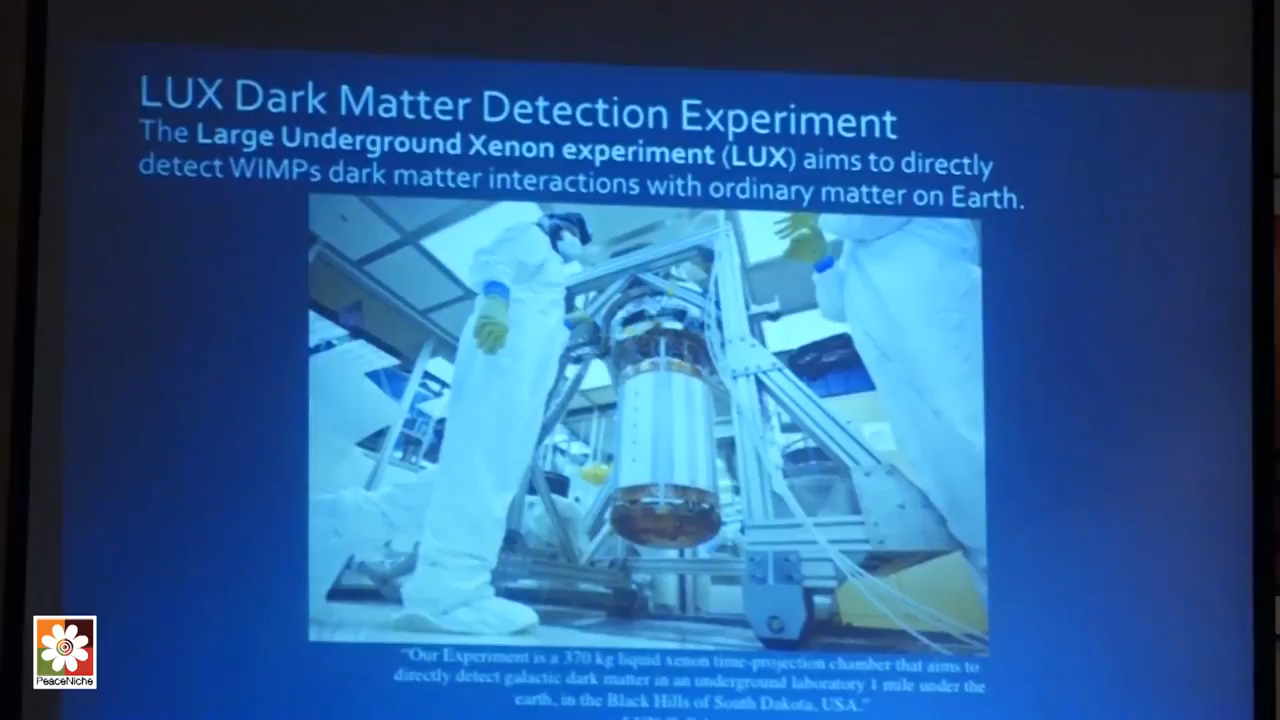 LUX Dark Matter Detection Experiment
The Large Underground Xenon experiment (LUX) aims to directly
detect WIMPs dark matter interactions with ordinary matter on Earth.
"Our Experiment is a 370 kg liquid xenon time-projection chamber that aims to
directly detect galactic dark matter in an underground laboratory 1 mile under the
earth, in the Black Hills of South Dakota, USA."
PeaceNiche